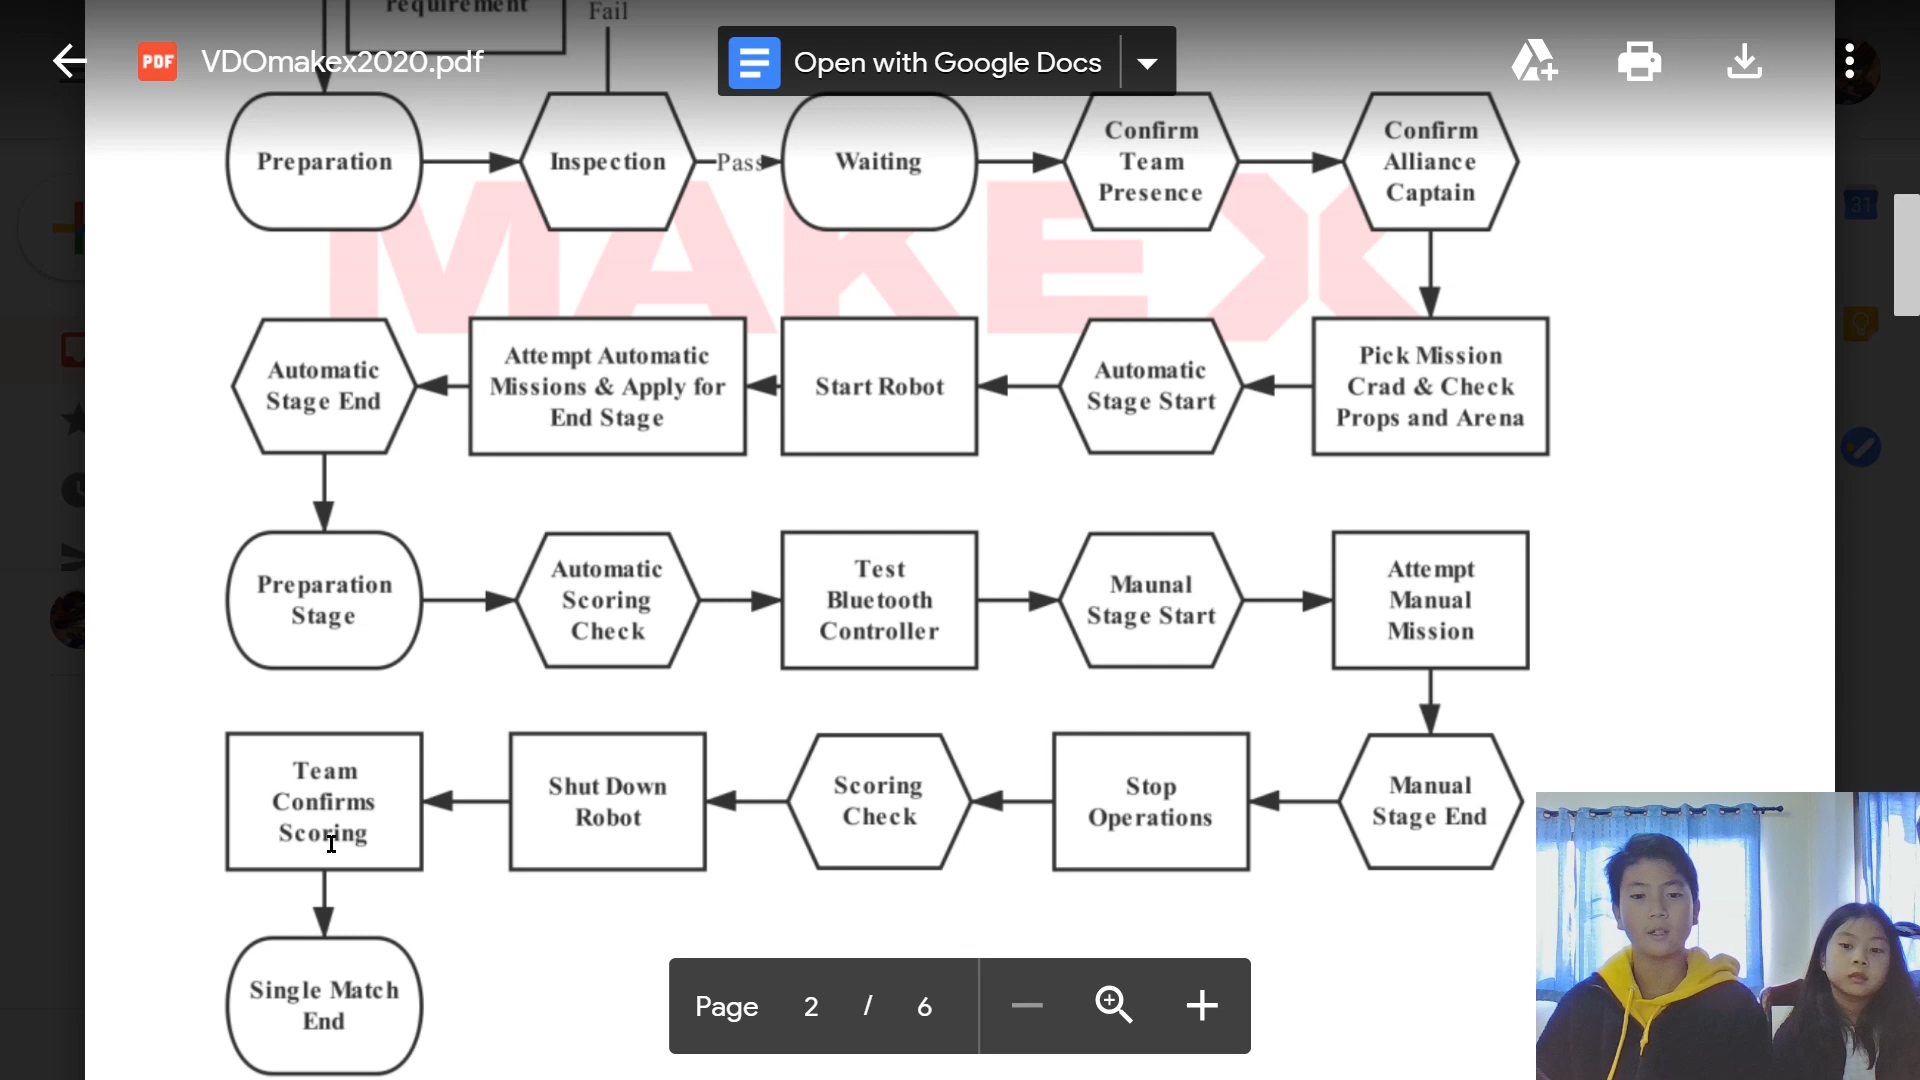 requirement
Fail
PDF
VDOmakex2020.pdf
Open with Google Docs
Preparation
Inspection
Pass
Waiting
Confirm
Team
Presence
Confirm
Alliance
Captain
MAKEX
31
Automatic
Stage End
Attempt Automatic
Missions & Apply for
End Stage
Start Robot
Automatic
Stage Start
Pick Mission
Crad & Check
Props and Arena
Preparation
Stage
Automatic
Scoring
Check
Test
Bluetooth
Controller
Maunal
Stage Start
Attempt
Manual
Mission
Team
Confirms
Scoring
Shut Down
Robot
Scoring
Check
Stop
Operations
Manual
Stage End
Single Match
End
Page 2 / 6